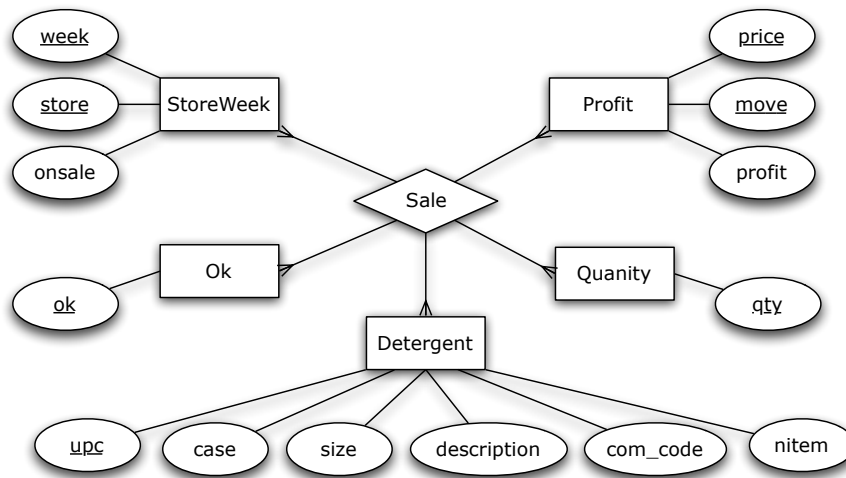 week
price
StoreWeek
Profit
store
move
onsale
profit
Sale
Ok
Quanity
ok
qty
Detergent
upc
case
size
description
com_code
nitem